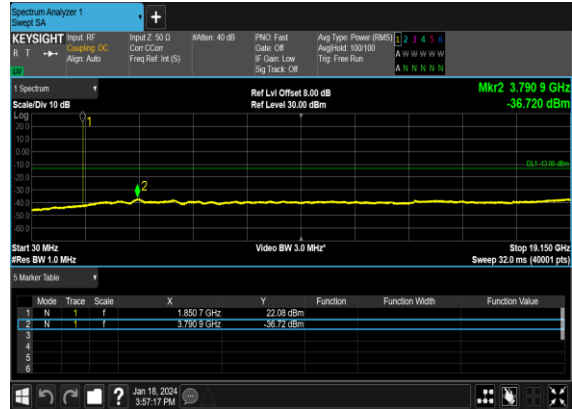 Spectrum Analyzer 1
Swept SA
+
KEYSIGHT Input: RF Input Z: 50 Ω #Atten: 40 dB PNO: Fast Avg Type: Power (RMS) 1 2 3 4 5 6
R T Coupling: DC Corr CCorr Gate: Off Avg|Hold: 100/100 A W W W W W
Align: Auto Freq Ref: Int (S) IF Gain: Low Trig: Free Run
Sig Track: Off A N N N N N
1 Spectrum Ref Lvl Offset 8.00 dB Mkr2 3.790 9 GHz
Scale/Div 10 dB Ref Level 30.00 dBm -36.720 dBm
Log
20.0
10.0
0.00
-10.0
-20.0
-30.0
-40.0
-50.0
-60.0
1
DL1 -13.00 dBm
2
Start 30 MHz Video BW 3.0 MHz* Stop 19.150 GHz
#Res BW 1.0 MHz Sweep 32.0 ms (40001 pts)
5 Marker Table
Mode Trace Scale X Y Function Function Width Function Value
1 N 1 f 1.850 7 GHz 22.08 dBm
2 N 1 f 3.790 9 GHz -36.72 dBm
3
4
5
6
? Jan 18, 2024
3:57:17 PM